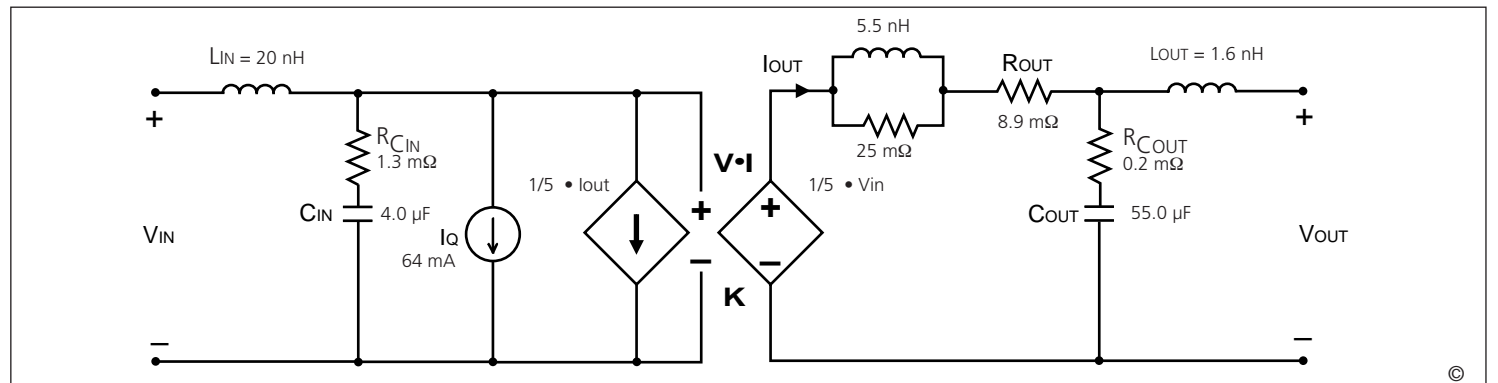 5.5 nH
LIN = 20 nH
IOUT
ROUT
LOUT = 1.6 nH
+
+
8.9 mΩ
RCIN
1.3 mΩ
RCOUT
0.2 mΩ
25 mΩ
V•I
1/5 • Iout
1/5 • Vin
+
+
CIN
4.0 µF
COUT
55.0 µF
VIN
IQ
64 mA
VOUT
–
–
K
–
–
©